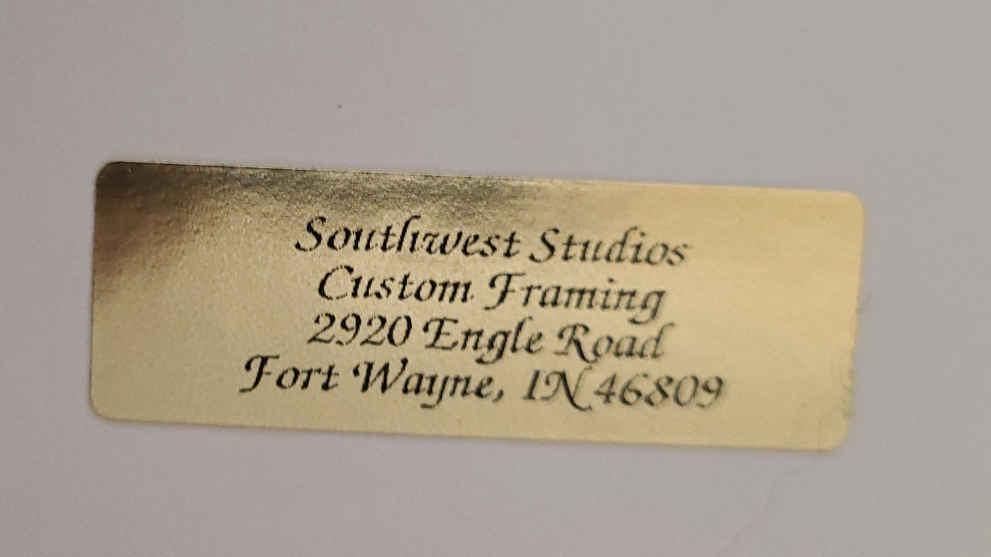 Southwest Studios
Custom Framing
2920 Engle Road
Fort Wayne, IN 46809